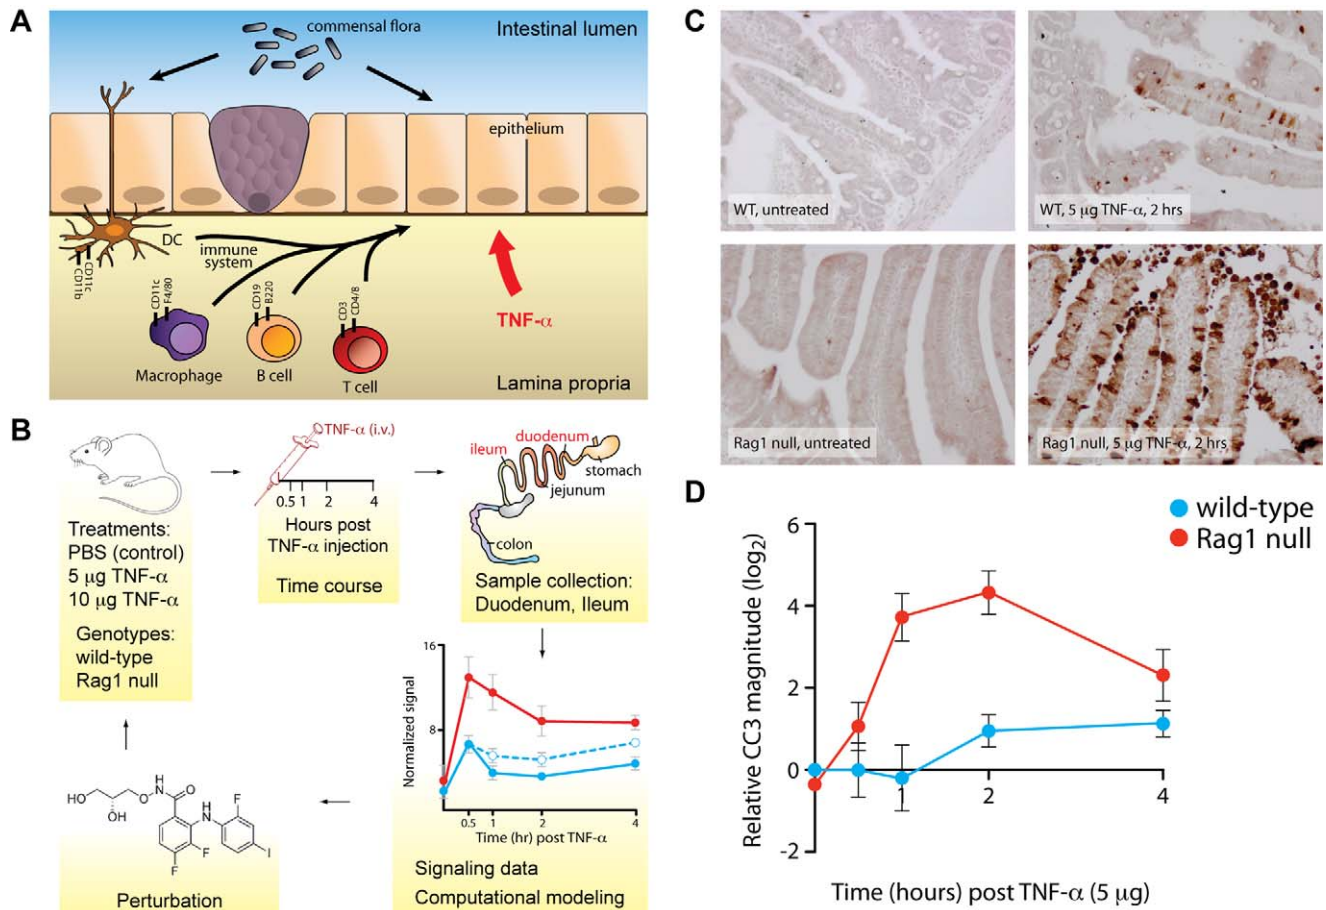 A
commensal flora
Intestinal lumen
epithelium
DC
immune
system
CD11c
CD11b
CD11c
F4/80
CD19
B220
CD3
CD4/8
TNF-α
Macrophage
B cell
T cell
Lamina propria
B
Treatments:
PBS (control)
5 μg TNF-α
10 μg TNF-α
Genotypes:
wild-type
Rag1 null
TNF-α (i.v.)
0.5 1 2 4
Hours post
TNF-α injection
Time course
ileum
duodenum
stomach
jejunum
colon
Sample collection:
Duodenum, Ileum
Normalized signal
16
8
0.5 1 2 4
Time (hr) post TNF-α
Signaling data
Computational modeling
HO
OH
O
NH
O
H
N
F
F
F
I
Perturbation
C
WT, untreated
WT, 5 μg TNF-α, 2 hrs
Rag1 null, untreated
Rag1 null, 5 μg TNF-α, 2 hrs
D
wild-type
Rag1 null
Relative CC3 magnitude (log2)
6
4
2
0
-2
2 4
Time (hours) post TNF-α (5 μg)